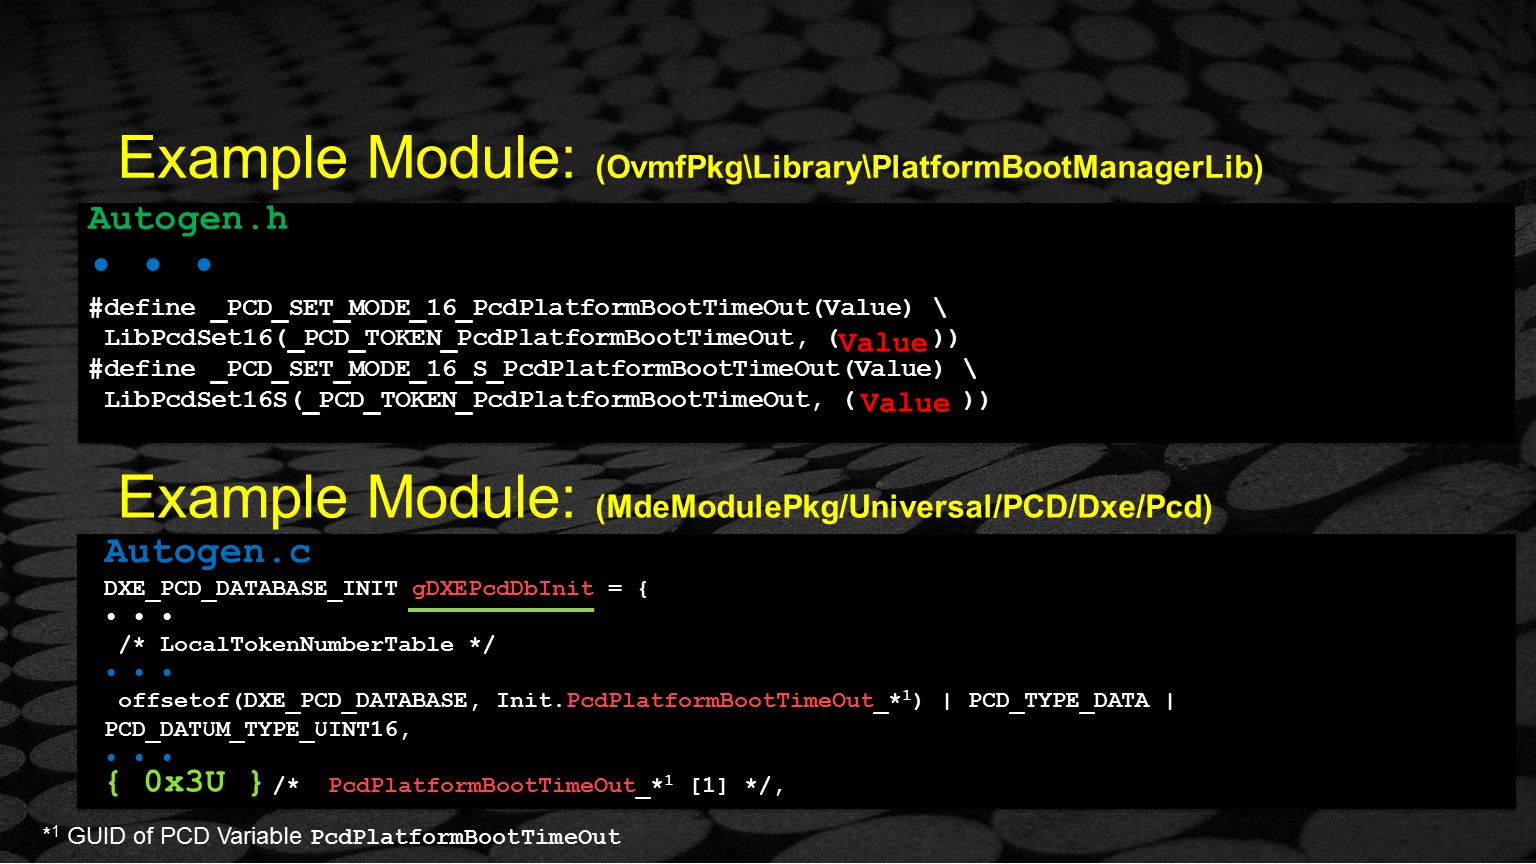 Example Module: (OvmfPkg\Library\PlatformBootManagerLib)
Autogen.h
• • •
#define _PCD_SET_MODE_16_PcdPlatformBootTimeOut(Value) \
LibPcdSet16(_PCD_TOKEN_PcdPlatformBootTimeOut, (Value))
#define _PCD_SET_MODE_16_S_PcdPlatformBootTimeOut(Value) \
LibPcdSet16S(_PCD_TOKEN_PcdPlatformBootTimeOut, (Value ))
Example Module: (MdeModulePkg/Universal/PCD/Dxe/Pcd)
Autogen.c
DXE_PCD_DATABASE_INIT gDXEPcdDbInit = {
• • •
/* LocalTokenNumberTable */
• • •
offsetof(DXE_PCD_DATABASE, Init.PcdPlatformBootTimeOut_*¹) | PCD_TYPE_DATA |
PCD_DATUM_TYPE_UINT16,
• • •
{ 0x3U } /* PcdPlatformBootTimeOut_*¹ [1] */,
*¹ GUID of PCD Variable PcdPlatformBootTimeOut